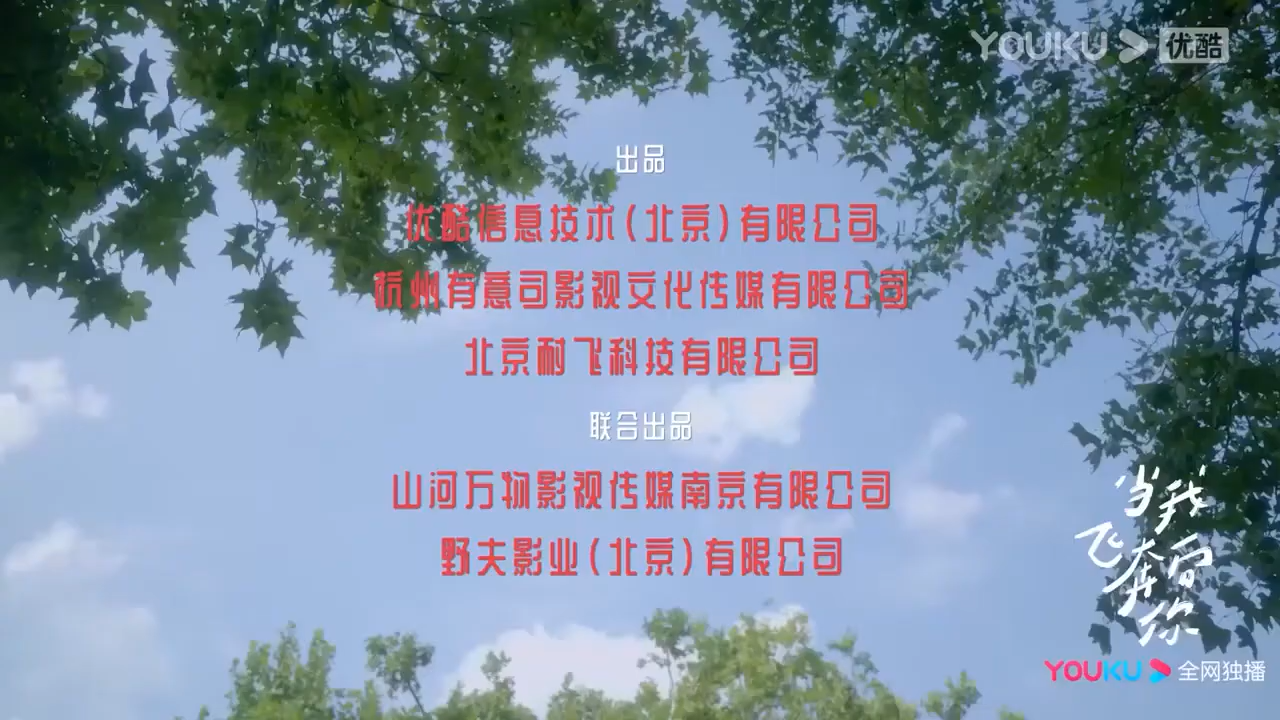 YOUKU 优酷
出品
优酷信息技术(北京)有限公司
杭州有意司影视文化传媒有限公司
北京耐飞科技有限公司
联合出品
山河万物影视传媒南京有限公司
野夫影业(北京)有限公司
当我
飞奔向
你
YOUKU 全网独播